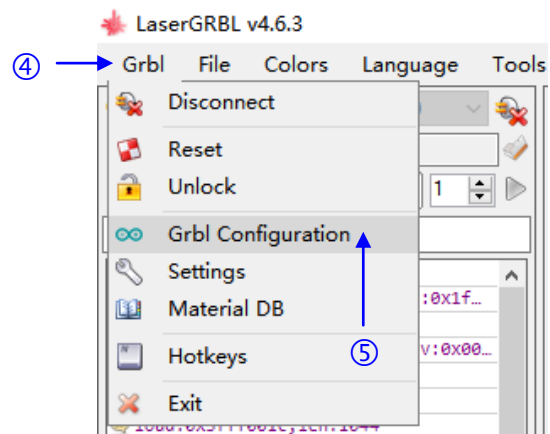 LaserGRBL v4.6.3
④ Grbl File Colors Language Tools
Disconnect
Reset
Unlock
1
Grbl Configuration
Settings
:0x1f…
Material DB
Hotkeys
⑤
v:0x00…
Exit